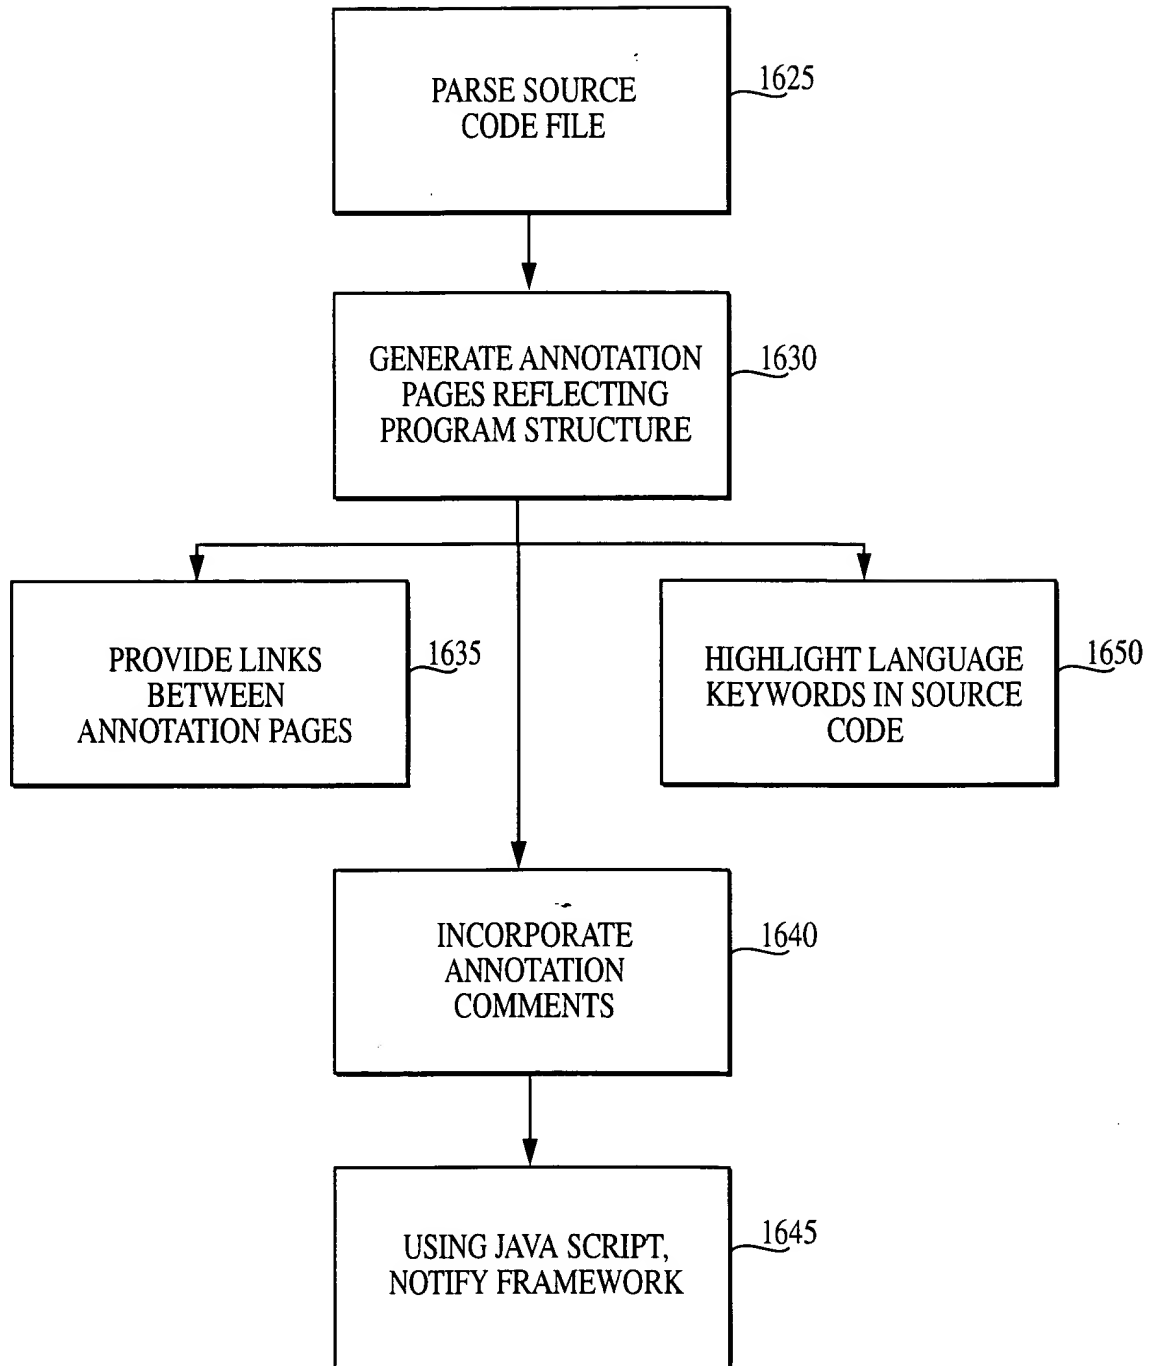 PARSE SOURCE
CODE FILE
1625
GENERATE ANNOTATION
PAGES REFLECTING
PROGRAM STRUCTURE
1630
PROVIDE LINKS
BETWEEN
ANNOTATION PAGES
1635
HIGHLIGHT LANGUAGE
KEYWORDS IN SOURCE
CODE
1650
INCORPORATE
ANNOTATION
COMMENTS
1640
USING JAVA SCRIPT,
NOTIFY FRAMEWORK
1645